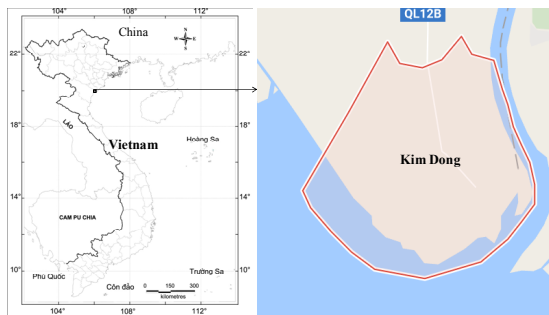 104°
108°
112°
China
N
W
E
S
22°
22°
18°
18°
14°
14°
10°
10°
LÀO
Vietnam
Hoàng Sa
CAM PU CHIA
Phú Quốc
Côn đảo
Trường Sa
0
150
300
kilometres
104°
108°
112°
QL12B
Kim Dong